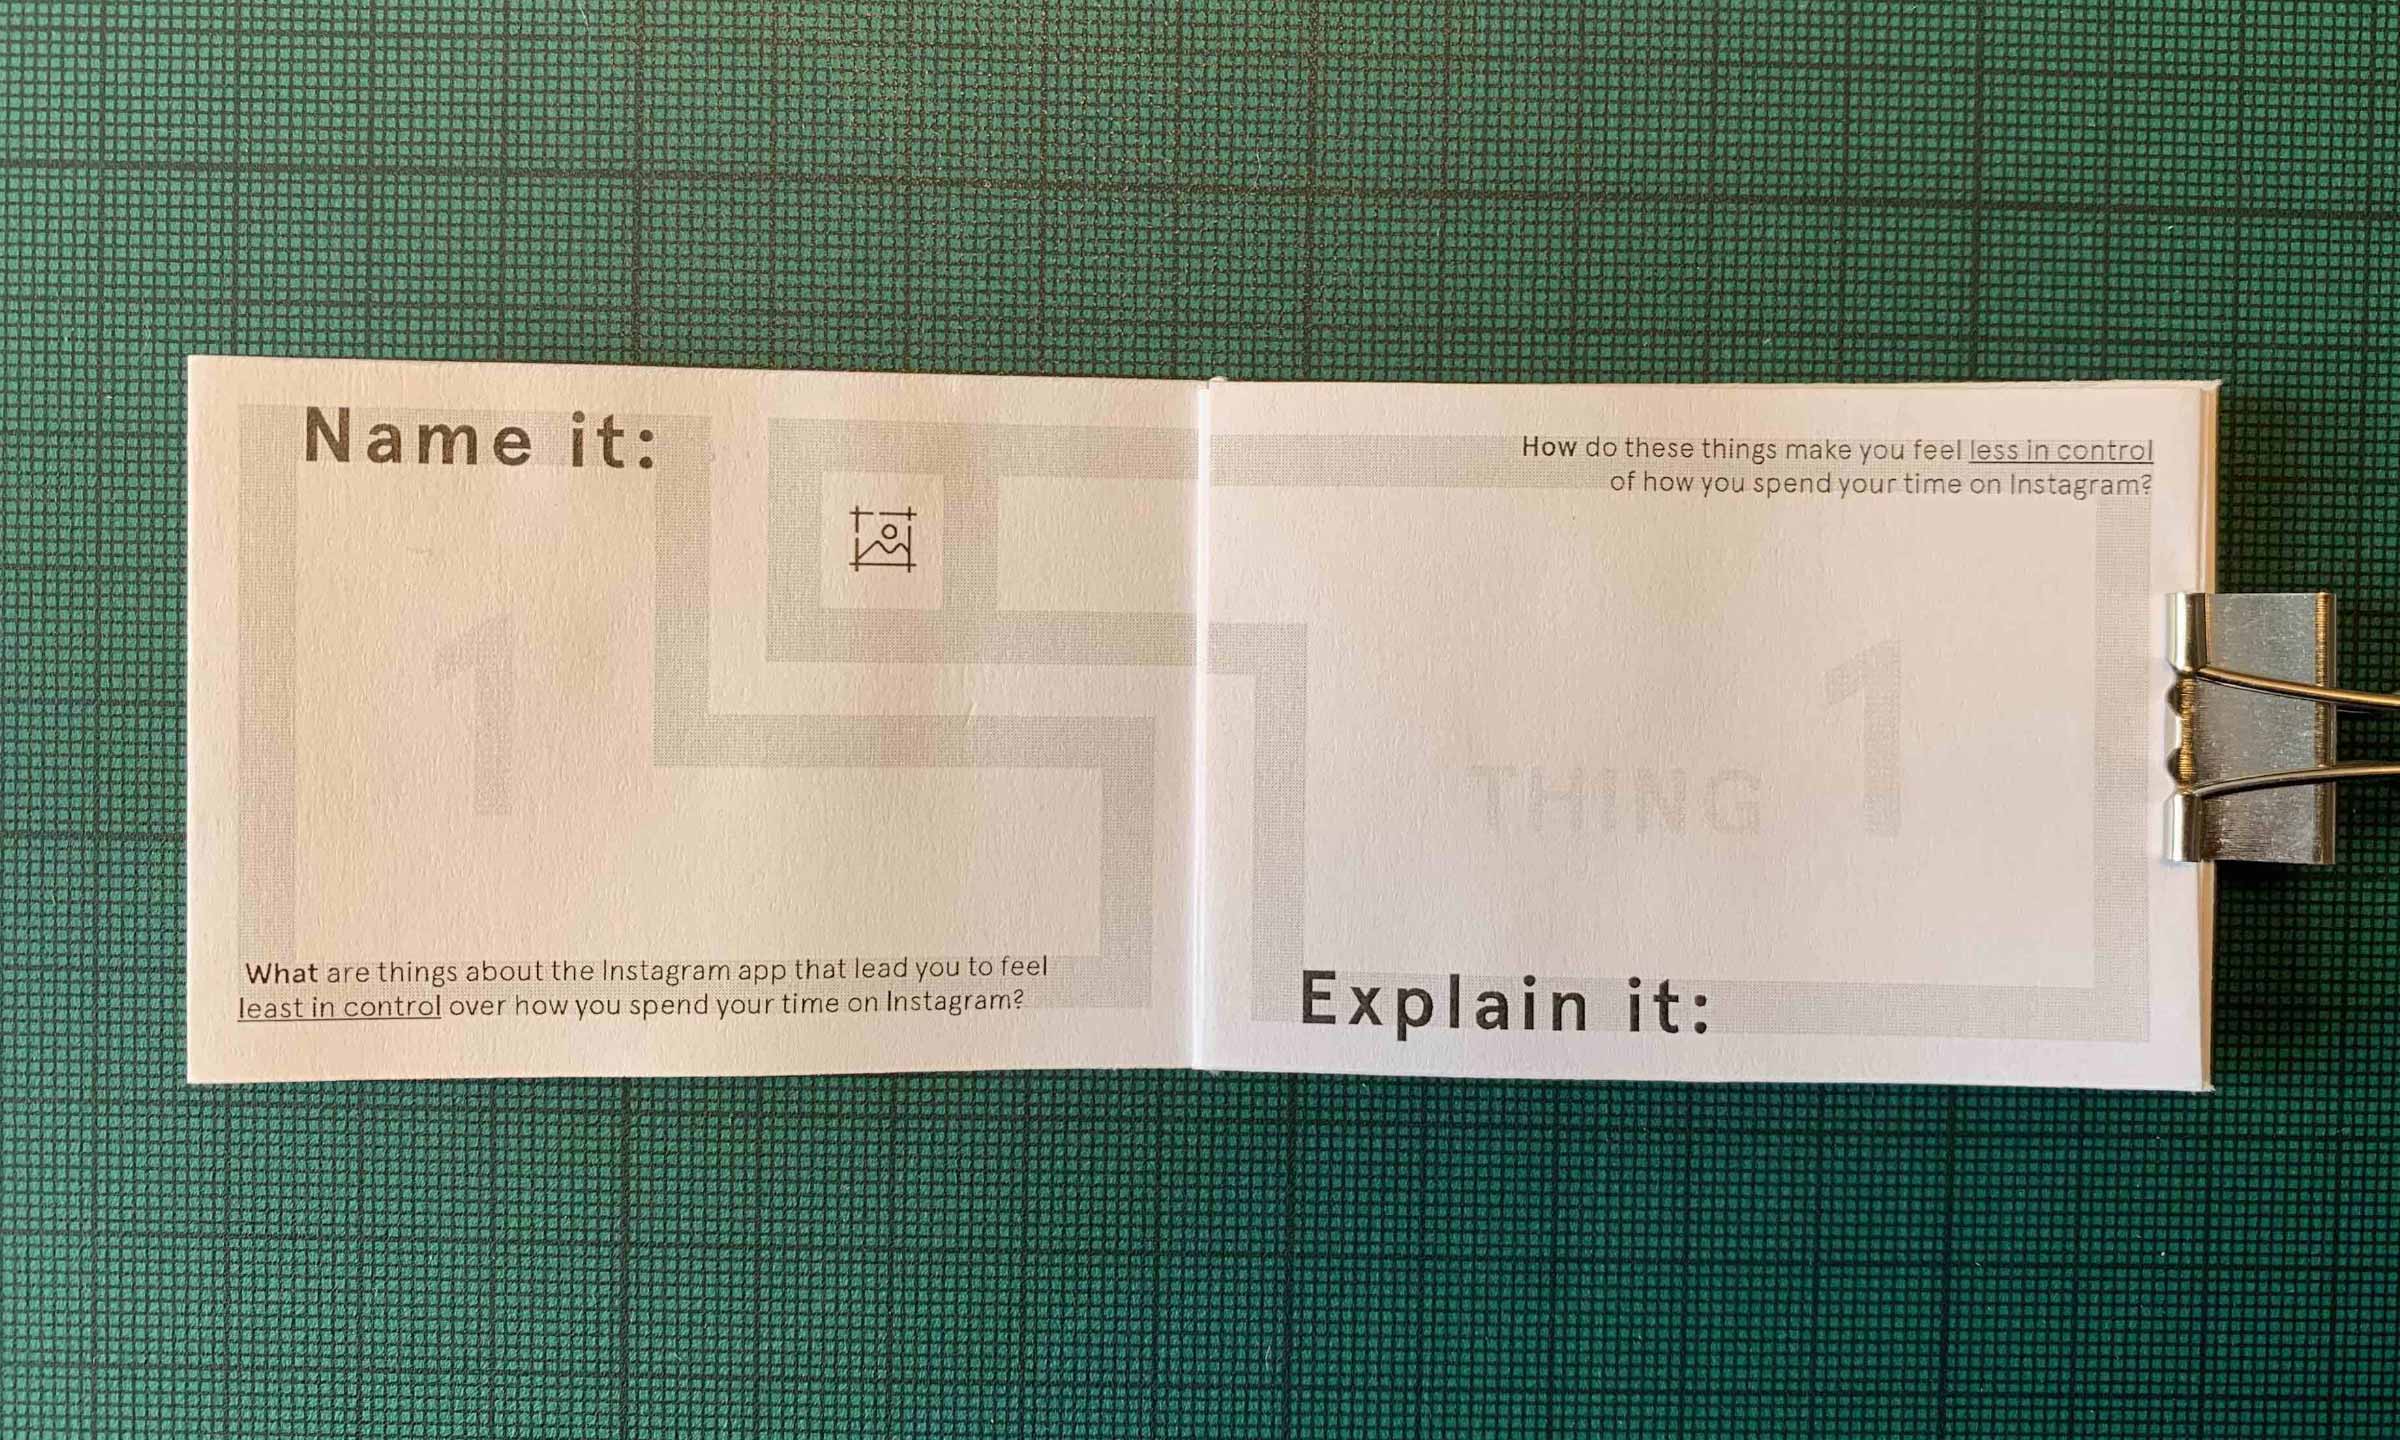 Name it:
1
What are things about the Instagram app that lead you to feel
least in control over how you spend your time on Instagram?
How do these things make you feel less in control
of how you spend your time on Instagram?
THING 1
Explain it: